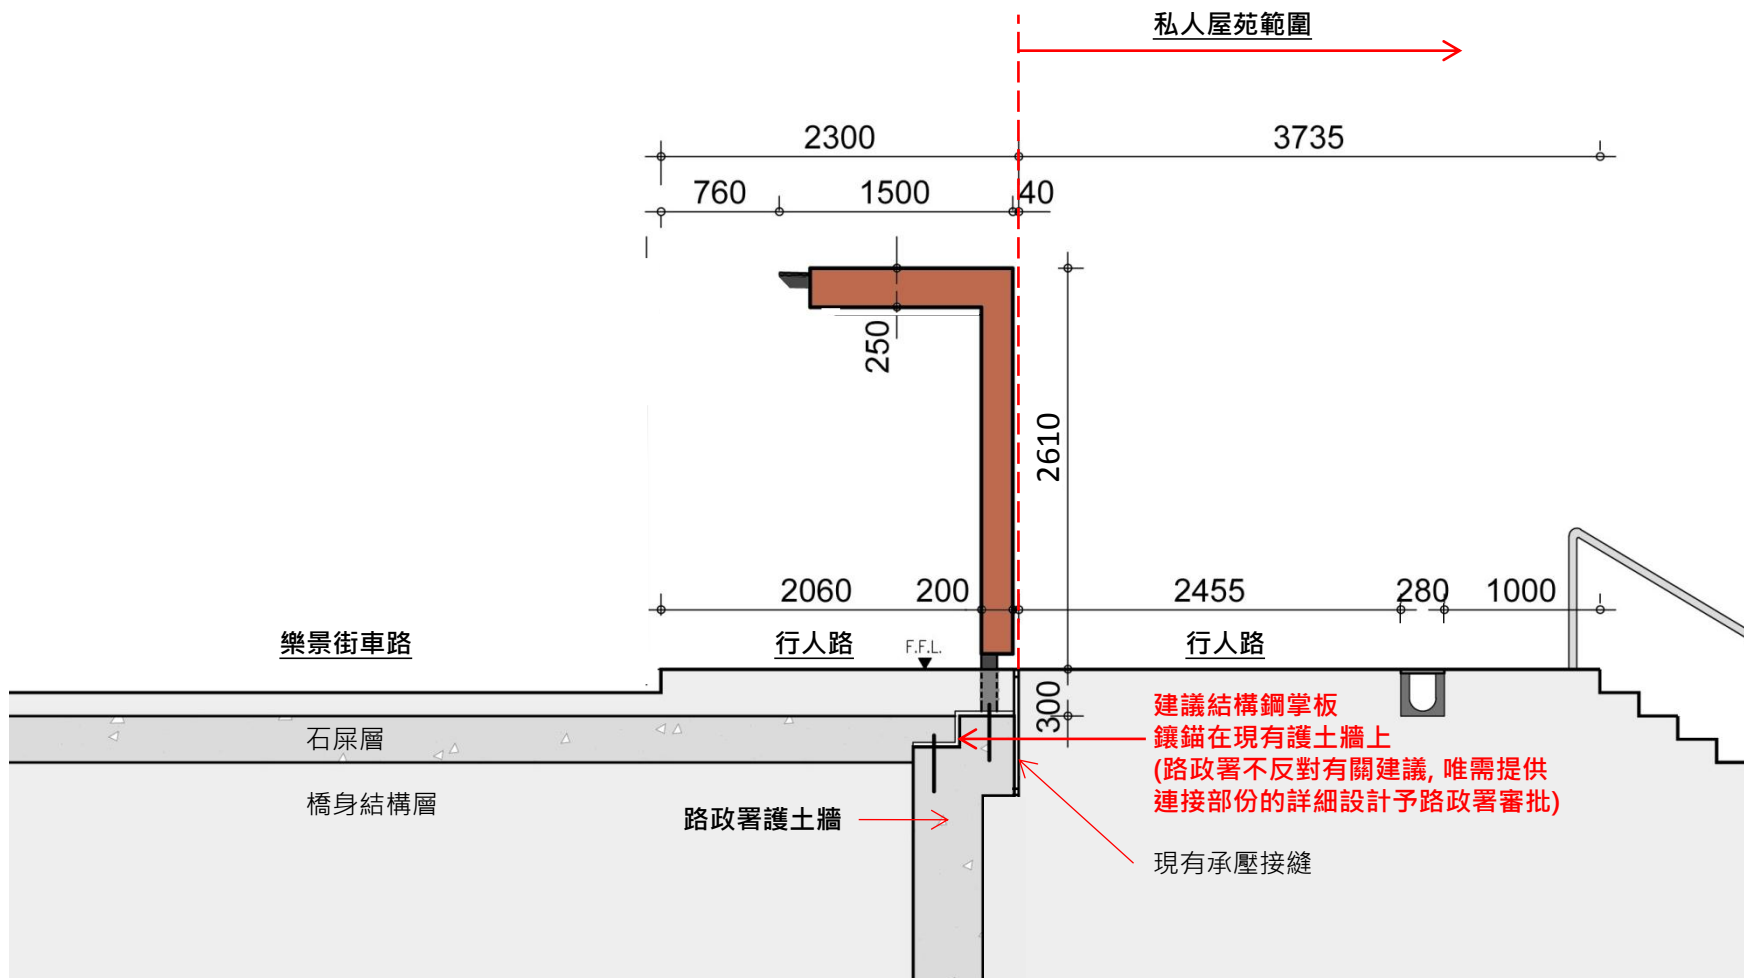 私人屋苑範圍
2300
3735
760
1500
40
250
2610
2060
200
2455
280
1000
樂景街車路
行人路
F.F.L.
行人路
300
石屎層
橋身結構層
路政署護土牆
建議結構鋼掌板
鑲錨在現有護土牆上
(路政署不反對有關建議, 唯需提供
連接部份的詳細設計予路政署審批)
現有承壓接縫